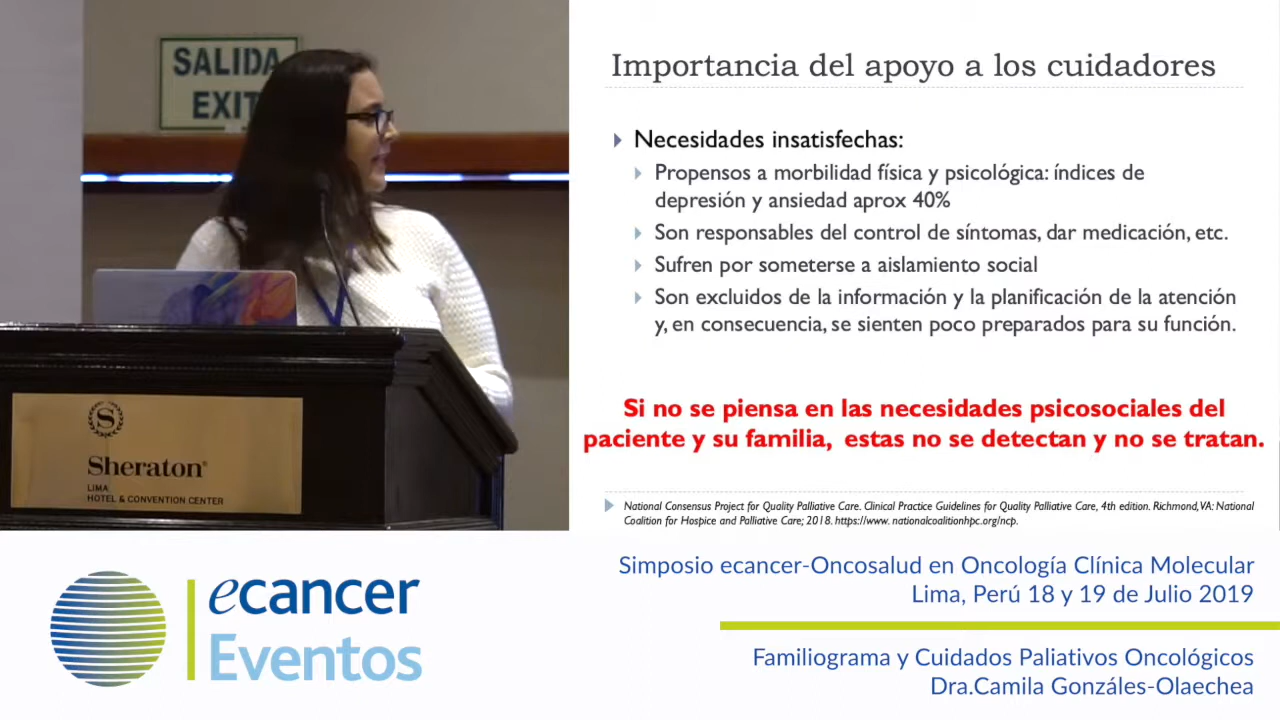 SALIDA
EXIT
S
Sheraton
LIMA
HOTEL & CONVENTION CENTER
Importancia del apoyo a los cuidadores
Necesidades insatisfechas:
Propensos a morbilidad física y psicológica: índices de
depresión y ansiedad aprox 40%
Son responsables del control de síntomas, dar medicación, etc.
Sufren por someterse a aislamiento social
Son excluidos de la información y la planificación de la atención
y, en consecuencia, se sienten poco preparados para su función.
Si no se piensa en las necesidades psicosociales del
paciente y su familia, estas no se detectan y no se tratan.
National Consensus Project for Quality Palliative Care. Clinical Practice Guidelines for Quality Palliative Care, 4th edition. Richmond, VA: National
Coalition for Hospice and Palliative Care; 2018. https://www. nationalcoalitionhpc.org/ncp.
ecancer
Eventos
Simposio ecancer-Oncosalud en Oncología Clínica Molecular
Lima, Perú 18 y 19 de Julio 2019
Familiograma y Cuidados Paliativos Oncológicos
Dra.Camila Gonzáles-Olaechea